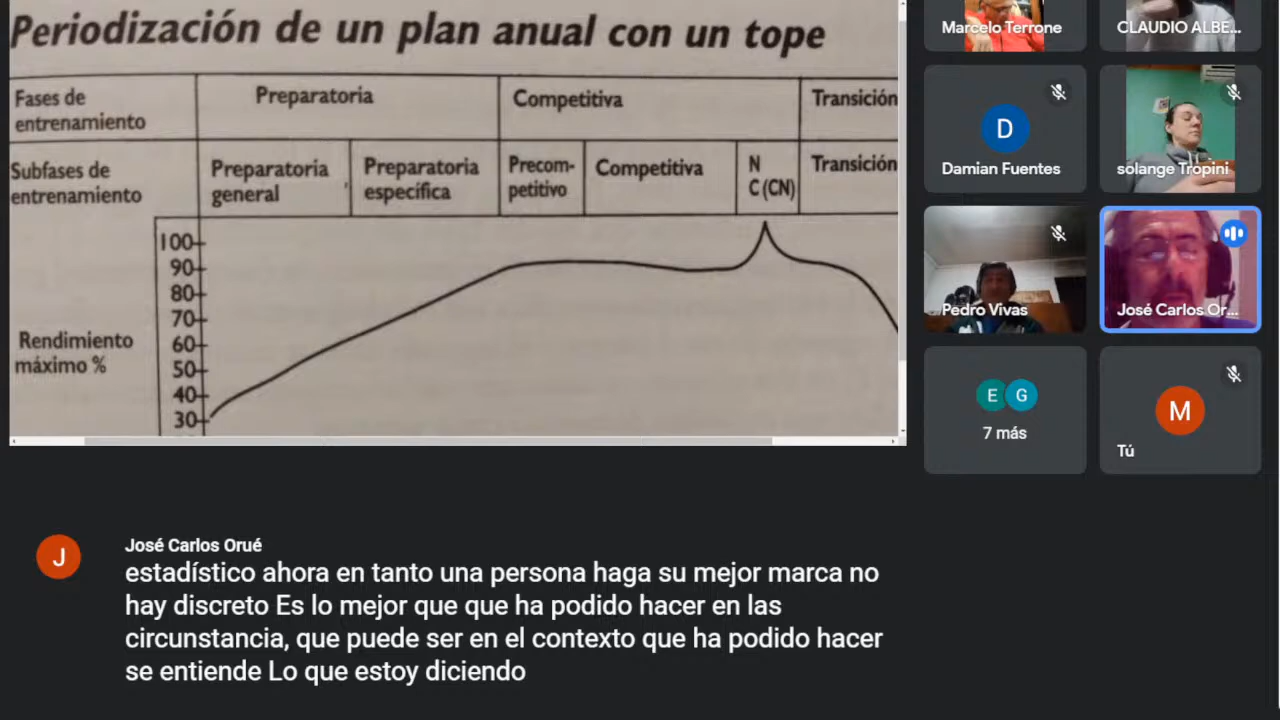 Periodización de un plan anual con un tope
Fases de
entrenamiento
Preparatoria
Competitiva
Transición
Subfases de
entrenamiento
Preparatoria
general
Preparatoria
específica
Precom-
petitivo
Competitiva
N
C (CN)
Transición
100
90
80
70
60
50
40
30
Rendimiento
máximo %
Marcelo Terrone
CLAUDIO ALBE...
D
Damian Fuentes
solange Tropini
Pedro Vivas
José Carlos Or...
E G
7 más
M
Tú
J
José Carlos Orué
estadístico ahora en tanto una persona haga su mejor marca no
hay discreto Es lo mejor que que ha podido hacer en las
circunstancia, que puede ser en el contexto que ha podido hacer
se entiende Lo que estoy diciendo